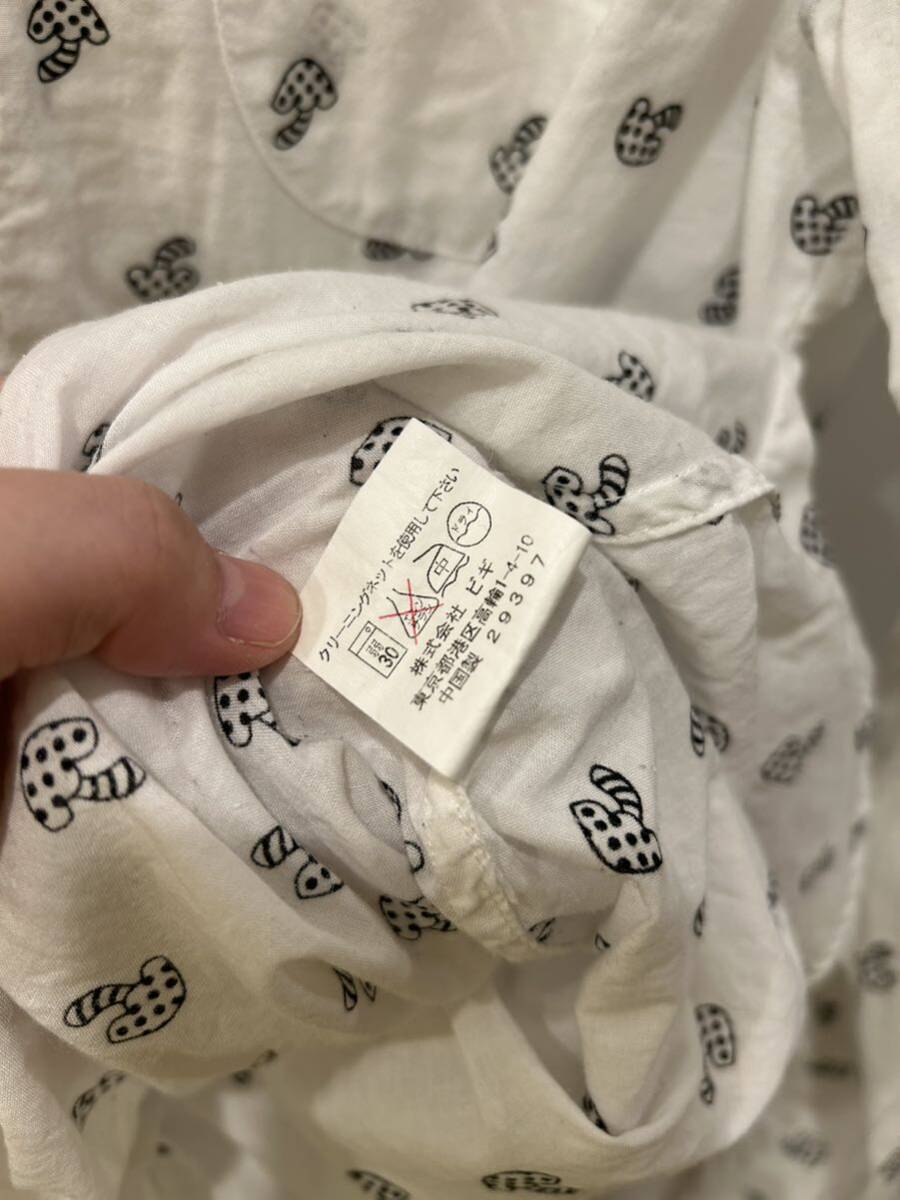 クリーニングネットを使用して下さい
弱
30
中
ドライ
株式会社 ビギ
東京都港区高輪1-4-10
中国製 29397